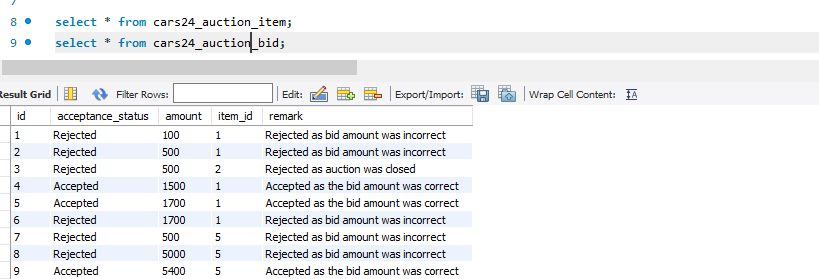 8 select * from cars24_auction_item;
9 select * from cars24_auction_bid;
Result Grid Filter Rows: Edit: Export/Import: Wrap Cell Content: IA
id acceptance_status amount item_id remark
1 Rejected 100 1 Rejected as bid amount was incorrect
2 Rejected 500 1 Rejected as bid amount was incorrect
3 Rejected 500 2 Rejected as auction was closed
4 Accepted 1500 1 Accepted as the bid amount was correct
5 Accepted 1700 1 Accepted as the bid amount was correct
6 Rejected 1700 1 Rejected as bid amount was incorrect
7 Rejected 500 5 Rejected as bid amount was incorrect
8 Rejected 5000 5 Rejected as bid amount was incorrect
9 Accepted 5400 5 Accepted as the bid amount was correct